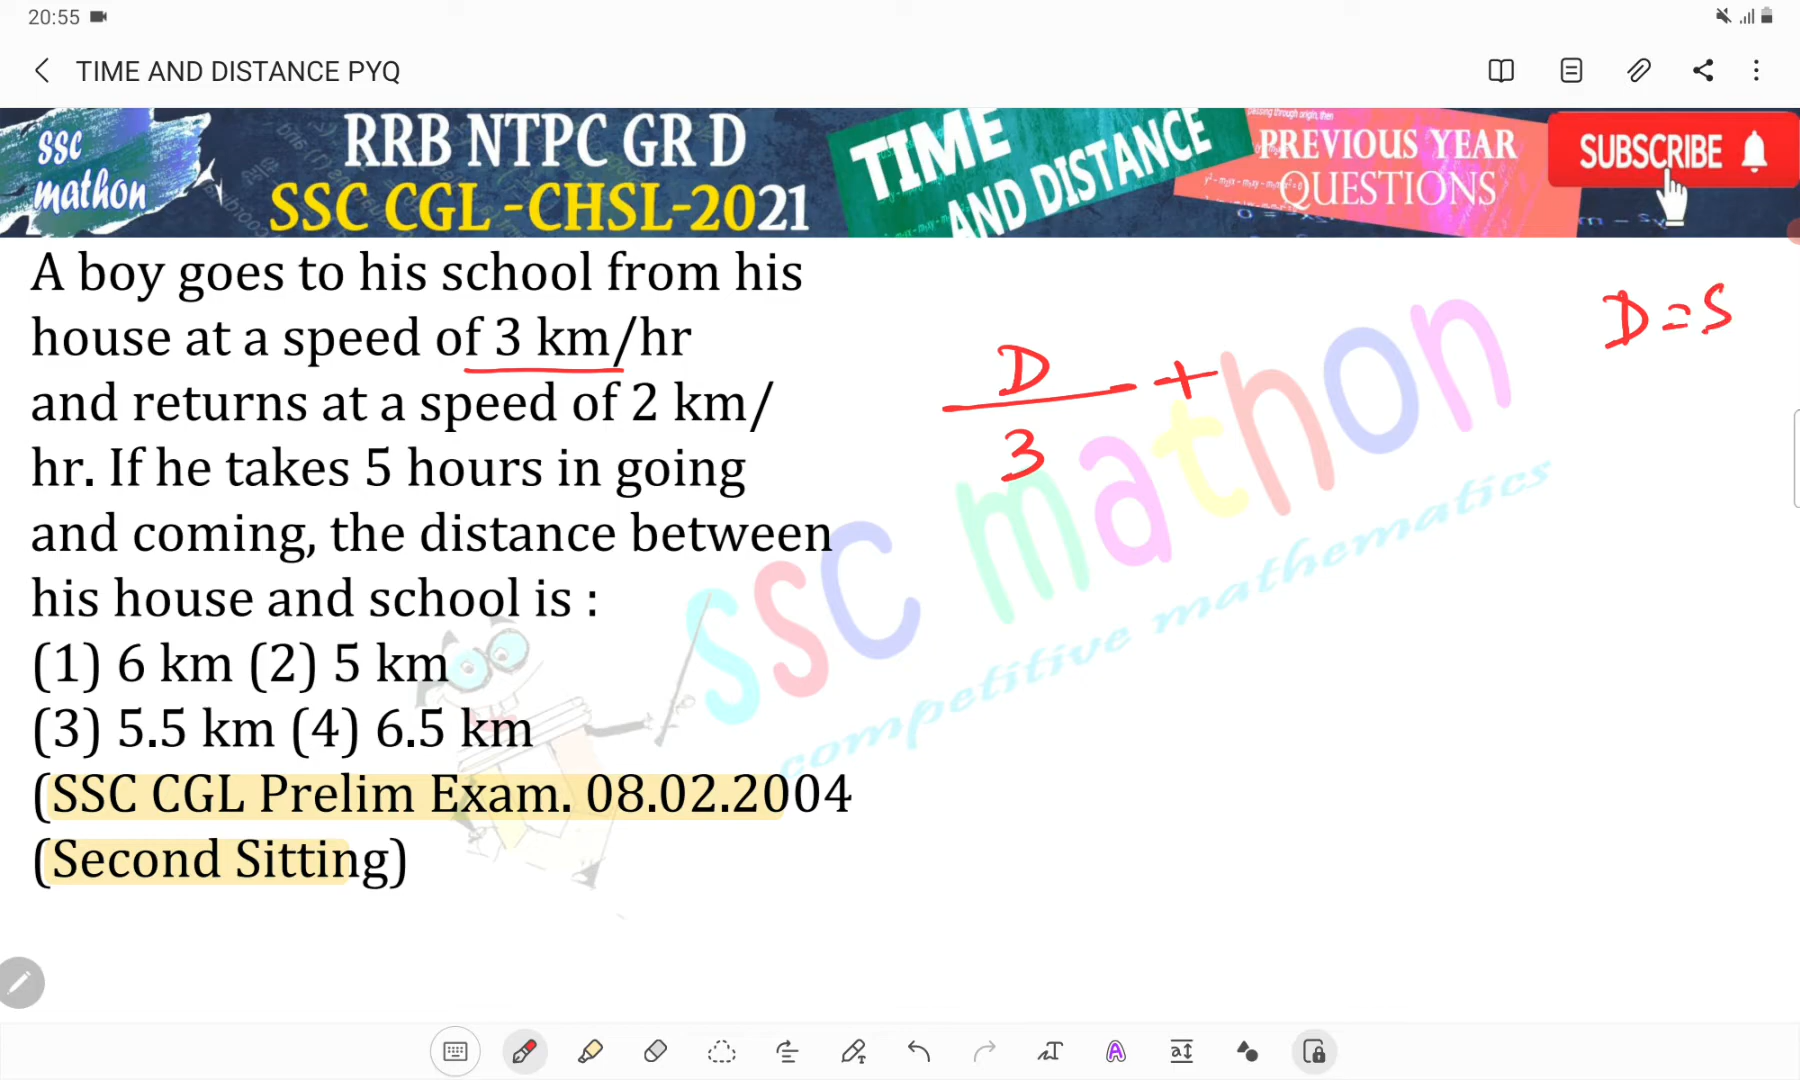 20:55
TIME AND DISTANCE PYQ
ssc
mathon
RRB NTPC GR D
SSC CGL -CHSL-2021
TIME
AND DISTANCE
passing through origin, then
PREVIOUS YEAR
QUESTIONS
SUBSCRIBE
A boy goes to his school from his
house at a speed of 3 km/hr
and returns at a speed of 2 km/
hr. If he takes 5 hours in going
and coming, the distance between
his house and school is :
(1) 6 km (2) 5 km
(3) 5.5 km (4) 6.5 km
(SSC CGL Prelim Exam. 08.02.2004
(Second Sitting)
D = S
D +
3
ssc mathon
competitive mathematics